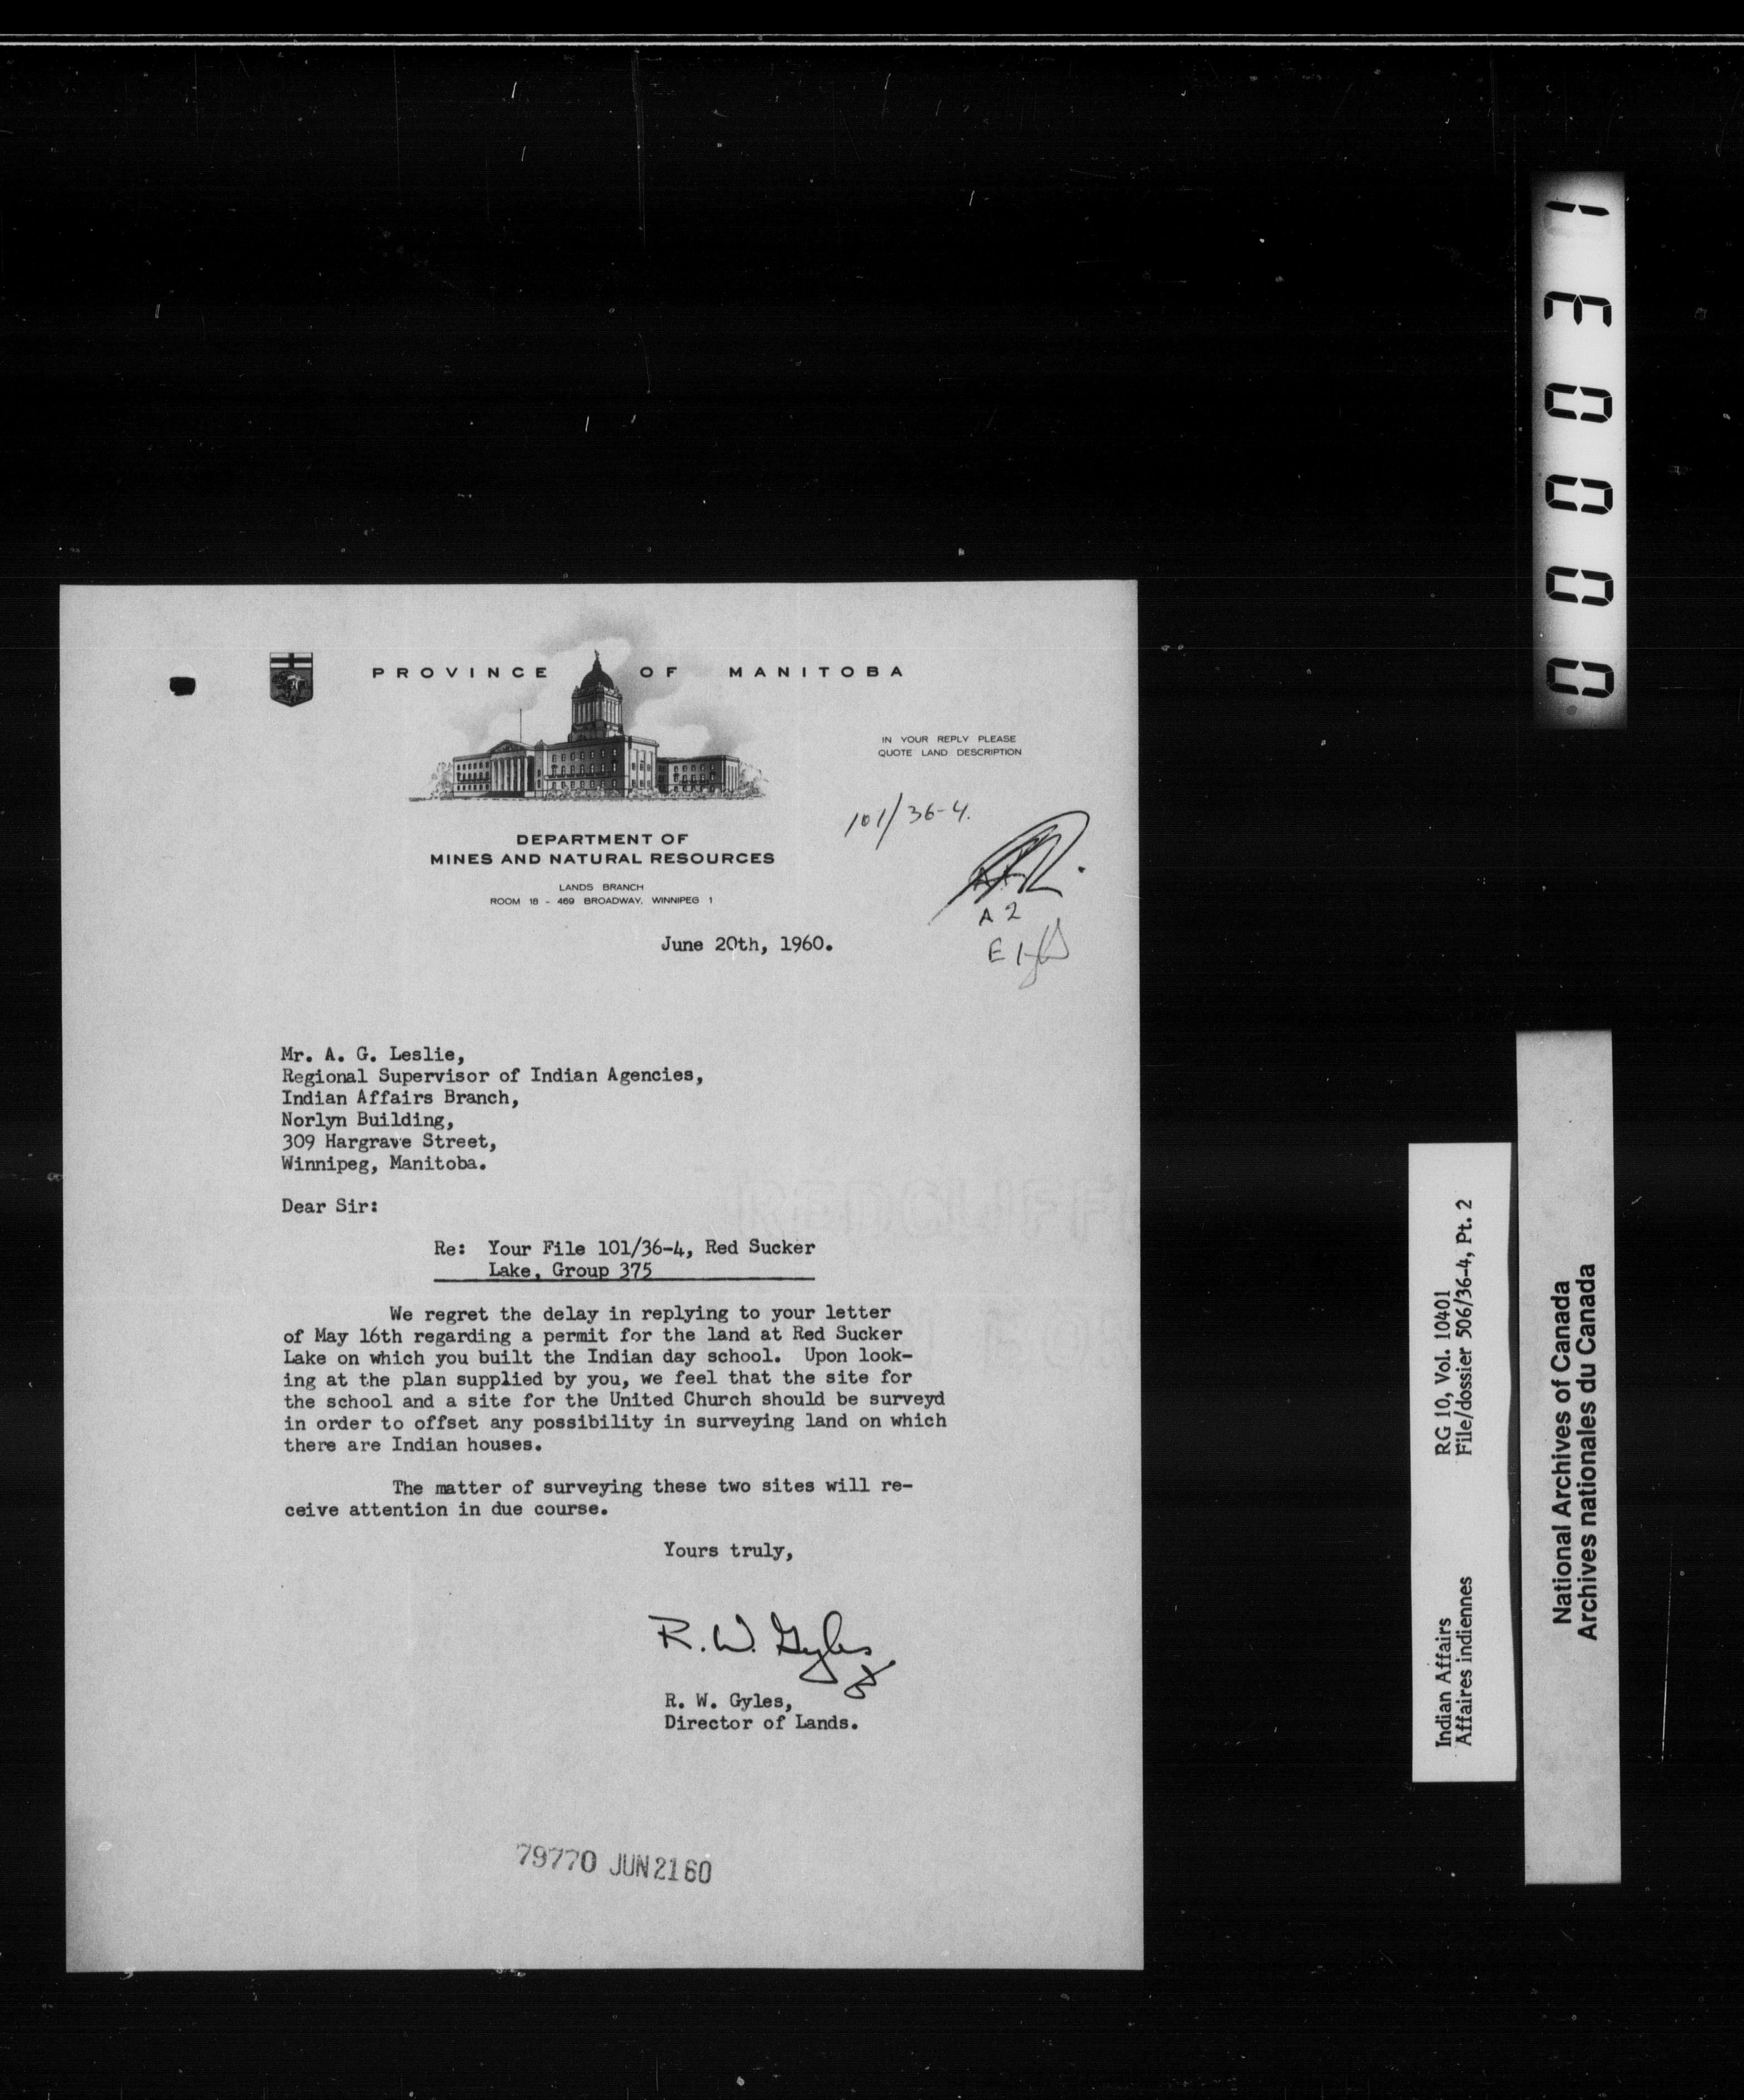 PROVINCE OF MANITOBA
IN YOUR REPLY PLEASE
QUOTE LAND DESCRIPTION
101/36-4.
DEPARTMENT OF
MINES AND NATURAL RESOURCES
LANDS BRANCH
ROOM 18 - 469 BROADWAY, WINNIPEG 1
A 2
June 20th, 1960.
Mr. A. G. Leslie,
Regional Supervisor of Indian Agencies,
Indian Affairs Branch,
Norlyn Building,
309 Hargrave Street,
Winnipeg, Manitoba.
Dear Sir:
Re: Your File 101/36-4, Red Sucker
Lake, Group 375
We regret the delay in replying to your letter
of May 16th regarding a permit for the land at Red Sucker
Lake on which you built the Indian day school. Upon look-
ing at the plan supplied by you, we feel that the site for
the school and a site for the United Church should be surveyd
in order to offset any possibility in surveying land on which
there are Indian houses.
The matter of surveying these two sites will re-
ceive attention in due course.
Yours truly,
R. W. Gyles
R. W. Gyles,
Director of Lands.
79770 JUN 21 60
000031
Indian Affairs RG 10, Vol. 10401
Affaires indiennes File/dossier 506/36-4, Pt. 2
National Archives of Canada
Archives nationales du Canada